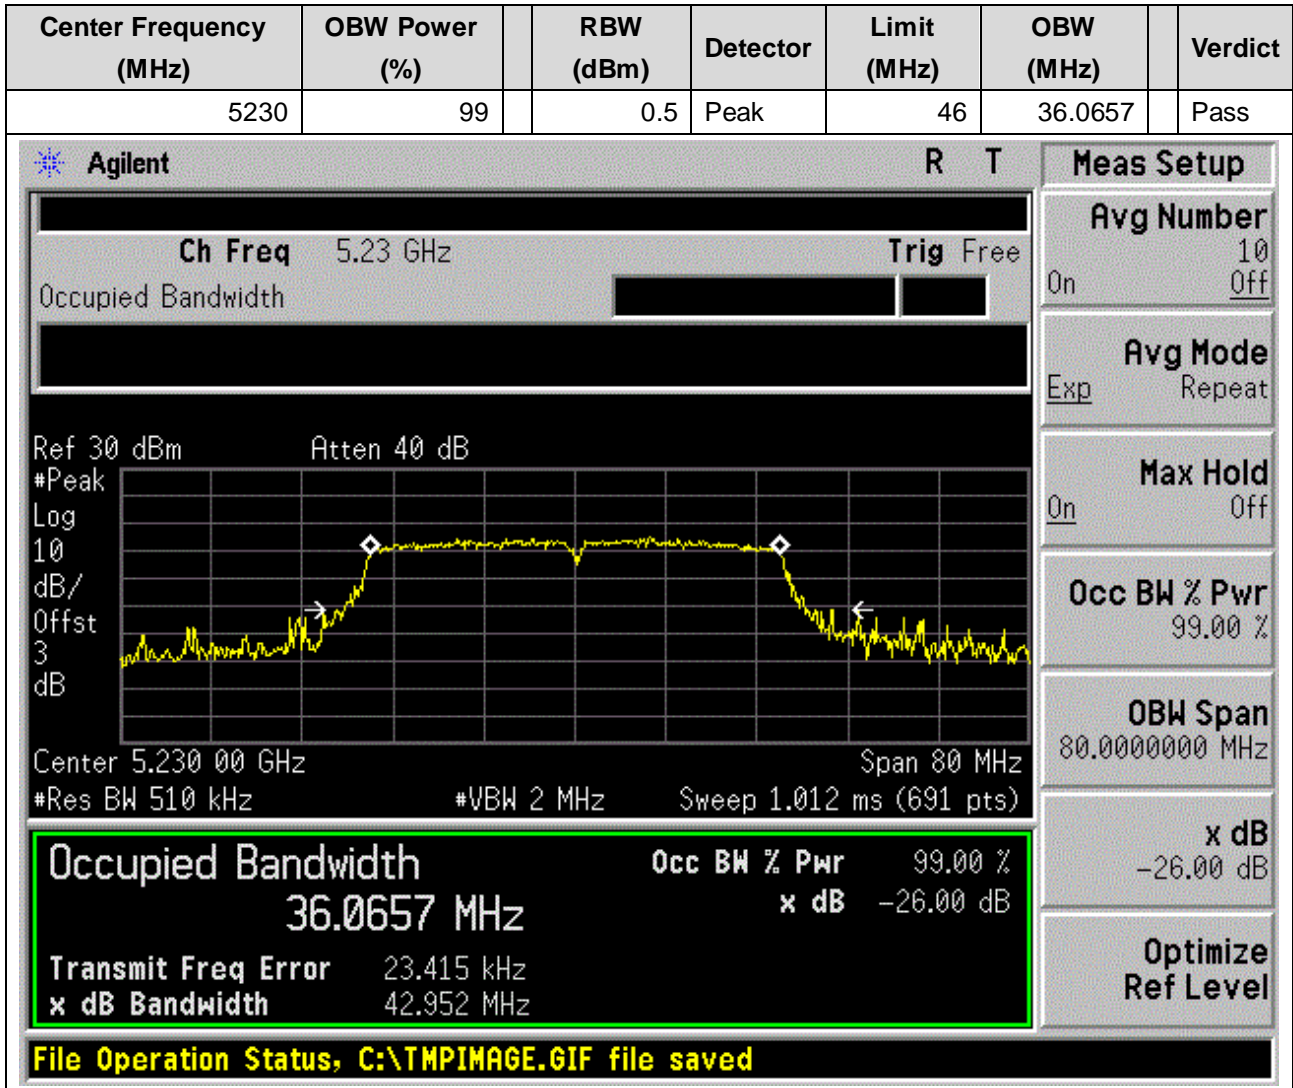 Center Frequency (MHz) OBW Power (%) RBW (dBm) Detector Limit (MHz) OBW (MHz) Verdict
5230 99 0.5 Peak 46 36.0657 Pass
Agilent R T
Ch Freq 5.23 GHz Trig Free
Occupied Bandwidth
Ref 30 dBm Atten 40 dB
#Peak
Log
10
dB/
Offst
3
dB
Center 5.230 00 GHz Span 80 MHz
#Res BW 510 kHz #VBW 2 MHz Sweep 1.012 ms (691 pts)
Occupied Bandwidth Occ BW % Pwr 99.00 %
36.0657 MHz x dB -26.00 dB
Transmit Freq Error 23.415 kHz
x dB Bandwidth 42.952 MHz
File Operation Status, C:\TMPIMAGE.GIF file saved
Meas Setup
Avg Number
10
On Off
Avg Mode
Exp Repeat
Max Hold
On Off
Occ BW % Pwr
99.00 %
OBW Span
80.0000000 MHz
x dB
-26.00 dB
Optimize
Ref Level